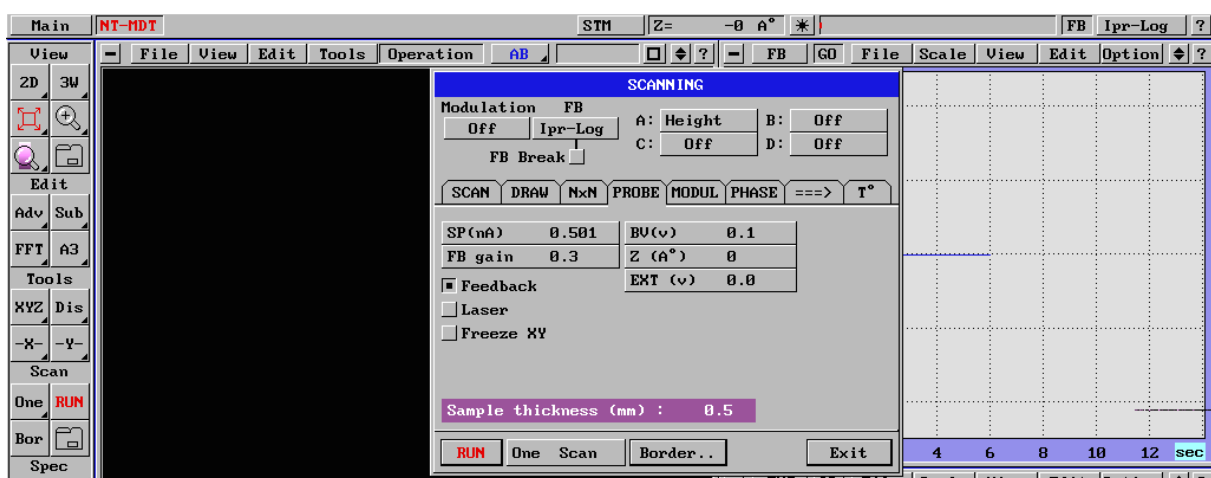 Main NT-MDT STM Z= -0 A° FB Ipr-Log ?
View File View Edit Tools Operation AB ? FB GO File Scale View Edit Option ?
2D 3W
Edit
Adv Sub
FFT A3
Tools
XYZ Dis
-X- -Y-
Scan
One RUN
Bor
Spec
SCANNING
Modulation FB
Off Ipr-Log
FB Break
A: Height B: Off
C: Off D: Off
SCAN DRAW NxN PROBE MODUL PHASE ===> T°
SP(nA) 0.501 BV(v) 0.1
FB gain 0.3 Z (A°) 0
EXT (v) 0.0
Feedback
Laser
Freeze XY
Sample thickness (mm) : 0.5
RUN One Scan Border.. Exit
4 6 8 10 12 sec